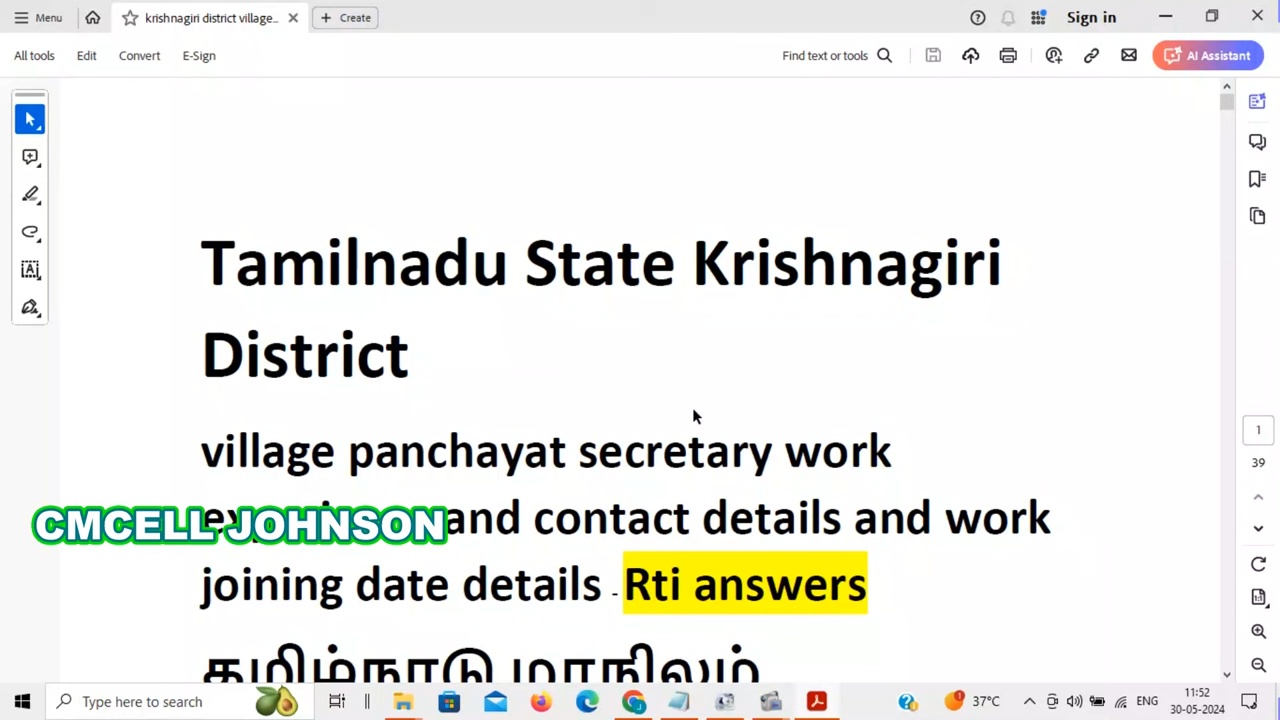 Menu
krishnagiri district village...
Create
Sign in
All tools
Edit
Convert
E-Sign
Find text or tools
AI Assistant
Tamilnadu State Krishnagiri
District
village panchayat secretary work
and contact details and work
CMCELL JOHNSON
joining date details - Rti answers
தமிழ்நாடு மாநிலம்
1
39
Type here to search
37°C
ENG
11:52
30-05-2024